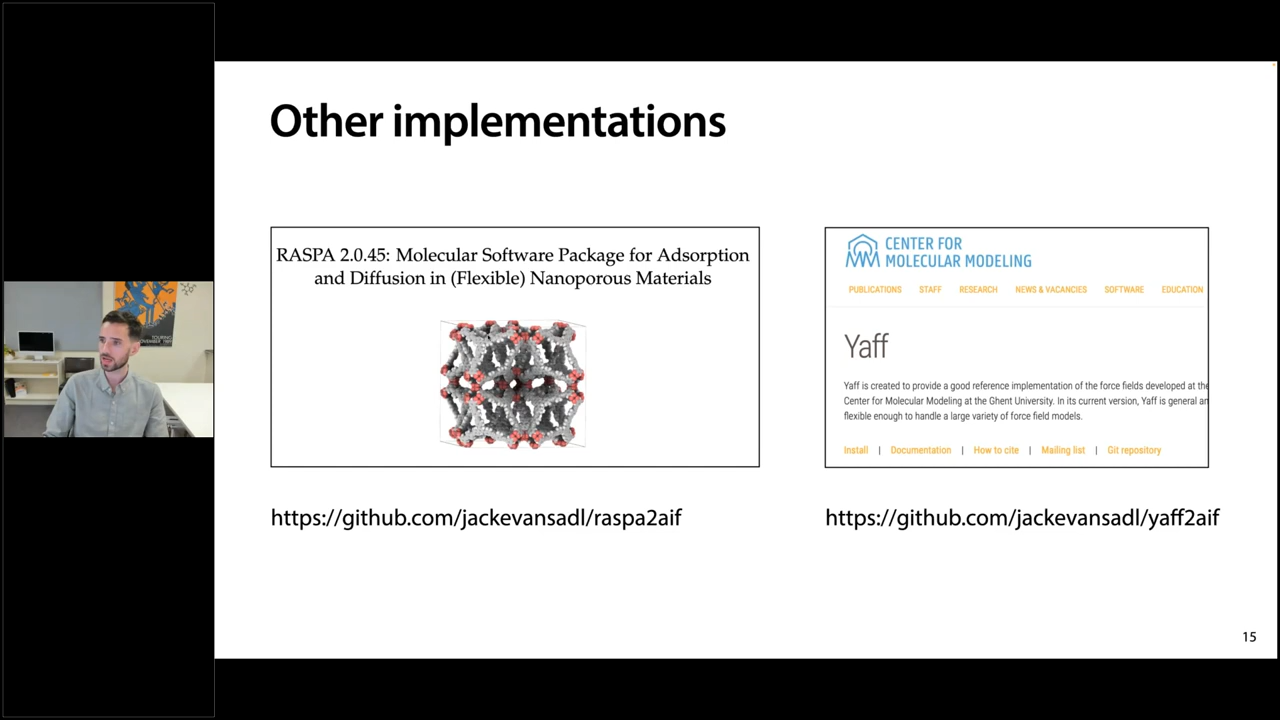 Other implementations
RASPA 2.0.45: Molecular Software Package for Adsorption
and Diffusion in (Flexible) Nanoporous Materials
https://github.com/jackevansadl/raspa2aif
CENTER FOR
MOLECULAR MODELING
PUBLICATIONS STAFF RESEARCH NEWS & VACANCIES SOFTWARE EDUCATION
Yaff
Yaff is created to provide a good reference implementation of the force fields developed at the
Center for Molecular Modeling at the Ghent University. In its current version, Yaff is general an
flexible enough to handle a large variety of force field models.
Install | Documentation | How to cite | Mailing list | Git repository
https://github.com/jackevansadl/yaff2aif
15
TOURING